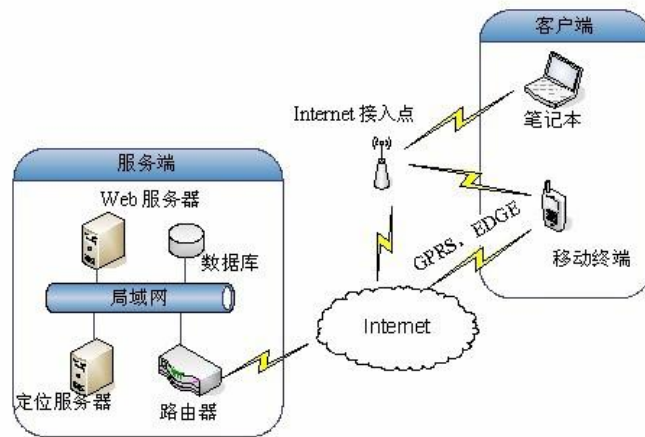 客户端
笔记本
Internet 接入点
服务端
Web 服务器
数据库
GPRS、EDGE
移动终端
局域网
Internet
定位服务器
路由器